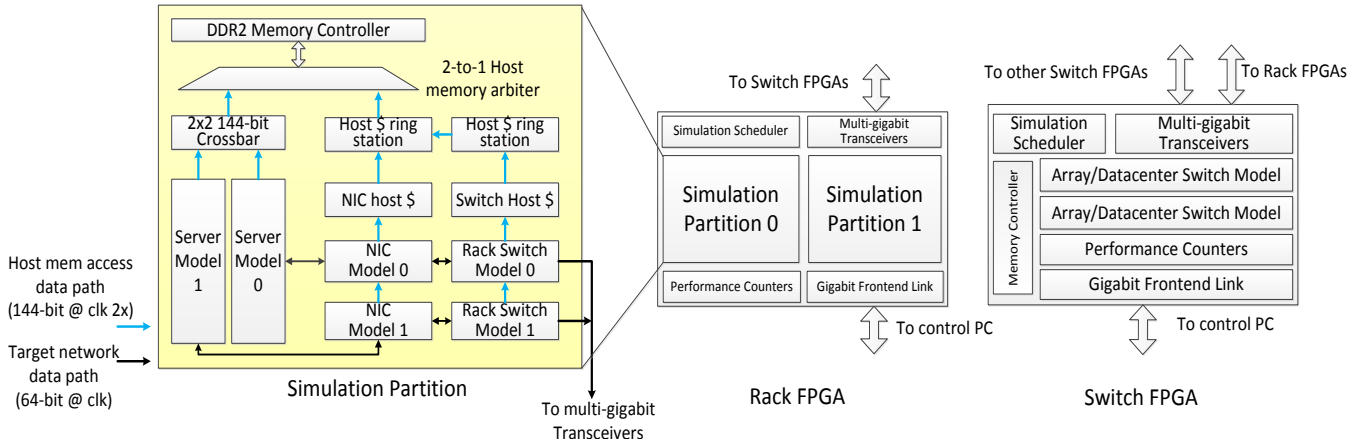 DDR2 Memory Controller
2-to-1 Host
memory arbiter
2x2 144-bit
Crossbar
Host $ ring
station
Host $ ring
station
NIC host $
Switch Host $
Server
Model
1
Server
Model
0
NIC
Model 0
Rack Switch
Model 0
NIC
Model 1
Rack Switch
Model 1
Host mem access
data path
(144-bit @ clk 2x)
Target network
data path
(64-bit @ clk)
Simulation Partition
To multi-gigabit
Transceivers
To Switch FPGAs
Simulation Scheduler
Multi-gigabit
Transceivers
Simulation
Partition 0
Simulation
Partition 1
Performance Counters
Gigabit Frontend Link
To control PC
Rack FPGA
To other Switch FPGAs
To Rack FPGAs
Simulation
Scheduler
Multi-gigabit
Transceivers
Memory Controller
Array/Datacenter Switch Model
Array/Datacenter Switch Model
Performance Counters
Gigabit Frontend Link
To control PC
Switch FPGA